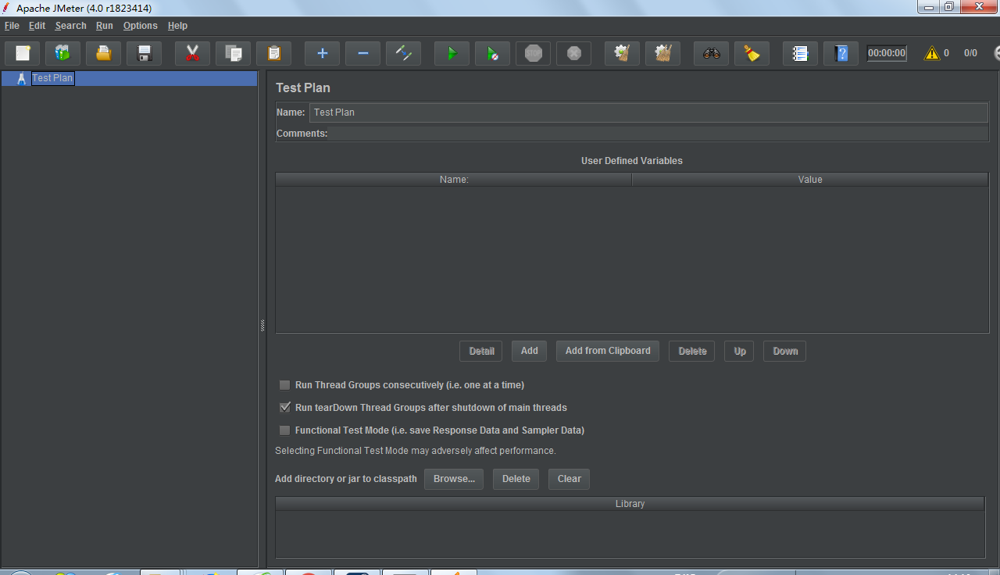 Apache JMeter (4.0 r1823414)
File Edit Search Run Options Help
STOP 00:00:00 0 0/0
Test Plan
Test Plan
Name: Test Plan
Comments:
User Defined Variables
Name: Value
Detail Add Add from Clipboard Delete Up Down
Run Thread Groups consecutively (i.e. one at a time)
Run tearDown Thread Groups after shutdown of main threads
Functional Test Mode (i.e. save Response Data and Sampler Data)
Selecting Functional Test Mode may adversely affect performance.
Add directory or jar to classpath Browse... Delete Clear
Library